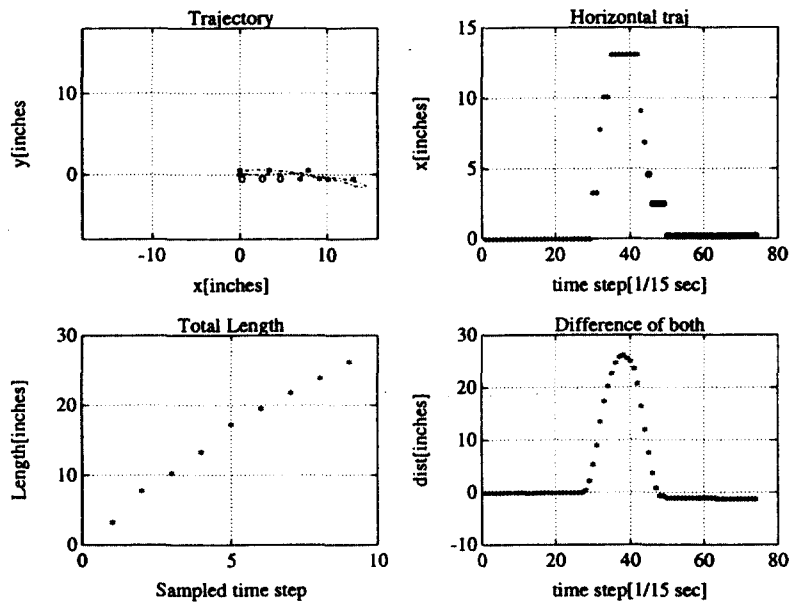 Trajectory
y[inches
10
0
-10
0
10
x[inches]
Horizontal traj
x[inches]
15
10
5
0
0
20
40
60
80
time step[1/15 sec]
Total Length
Length[inches]
30
20
10
0
0
5
10
Sampled time step
Difference of both
dist[inches]
30
20
10
0
-10
0
20
40
60
80
time step[1/15 sec]